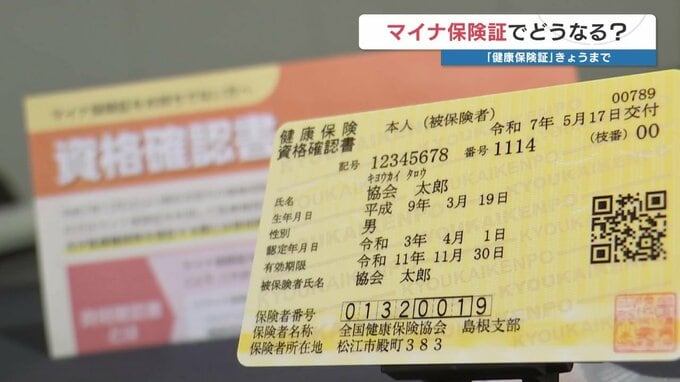 マイナ保険証でどうなる?
「健康保険証」きょうまで
資格確認書
00789
健康保険
資格確認書
本人(被保険者)
令和 7年 5月17日交付
記号 12345678 番号 1114 (枝番) 00
キヨウカイ タロウ
氏名 協会 太郎
生年月日 平成 9年 3月 19日
性別 男
認定年月日 令和 3年 4月 1日
有効期限 令和 11年 11月 30日
被保険者氏名 協会 太郎
保険者番号 01320019
保険者名称 全国健康保険協会 島根支部
保険者所在地 松江市殿町383
KYOUKAIKENPO